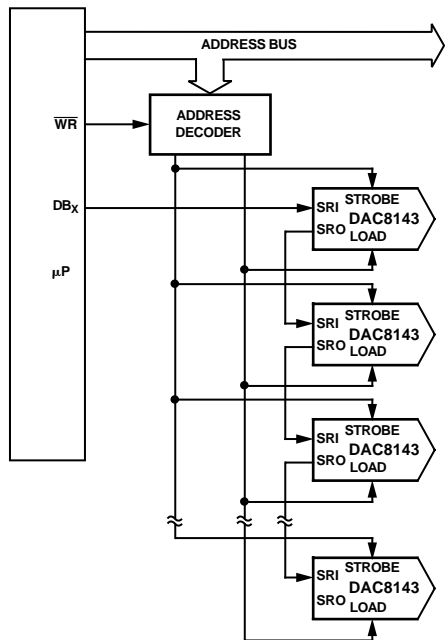 ADDRESS BUS
WR
ADDRESS
DECODER
DBX
STROBE
SRI
DAC8143
SRO
LOAD
µP
STROBE
SRI
DAC8143
SRO
LOAD
STROBE
SRI
DAC8143
SRO
LOAD
STROBE
SRI
DAC8143
SRO
LOAD